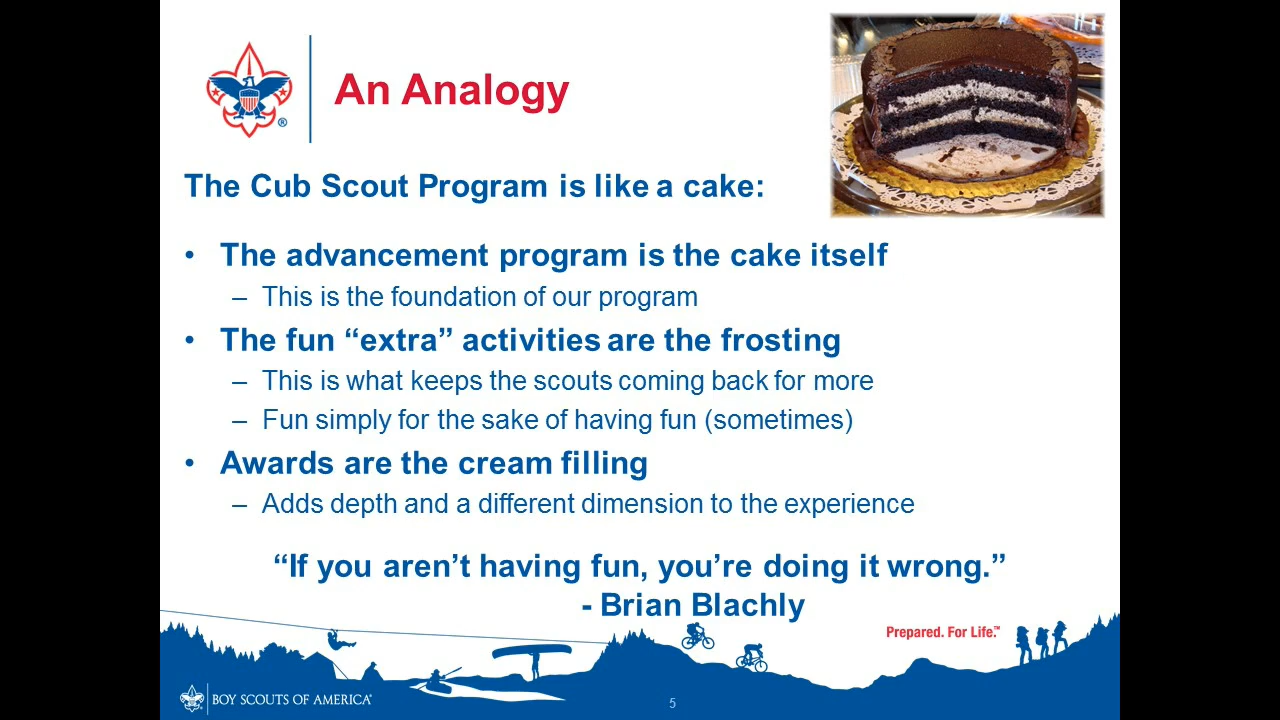 An Analogy
The Cub Scout Program is like a cake:
• The advancement program is the cake itself
– This is the foundation of our program
• The fun “extra” activities are the frosting
– This is what keeps the scouts coming back for more
– Fun simply for the sake of having fun (sometimes)
• Awards are the cream filling
– Adds depth and a different dimension to the experience
“If you aren’t having fun, you’re doing it wrong.”
- Brian Blachly
Prepared. For Life.™
BOY SCOUTS OF AMERICA®
5